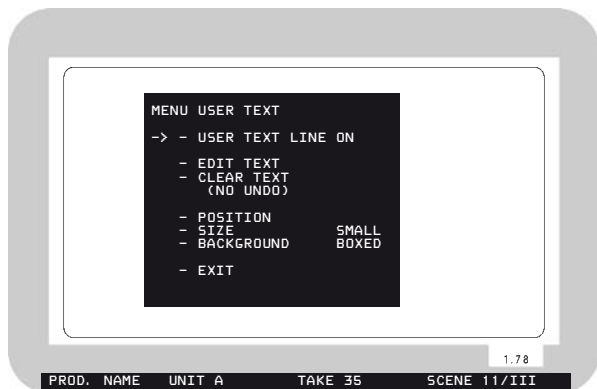 MENU USER TEXT
-> - USER TEXT LINE ON
- EDIT TEXT
- CLEAR TEXT
(NO UNDO)
- POSITION
- SIZE SMALL
- BACKGROUND BOXED
- EXIT
1.78
PROD. NAME UNIT A TAKE 35 SCENE 11/III